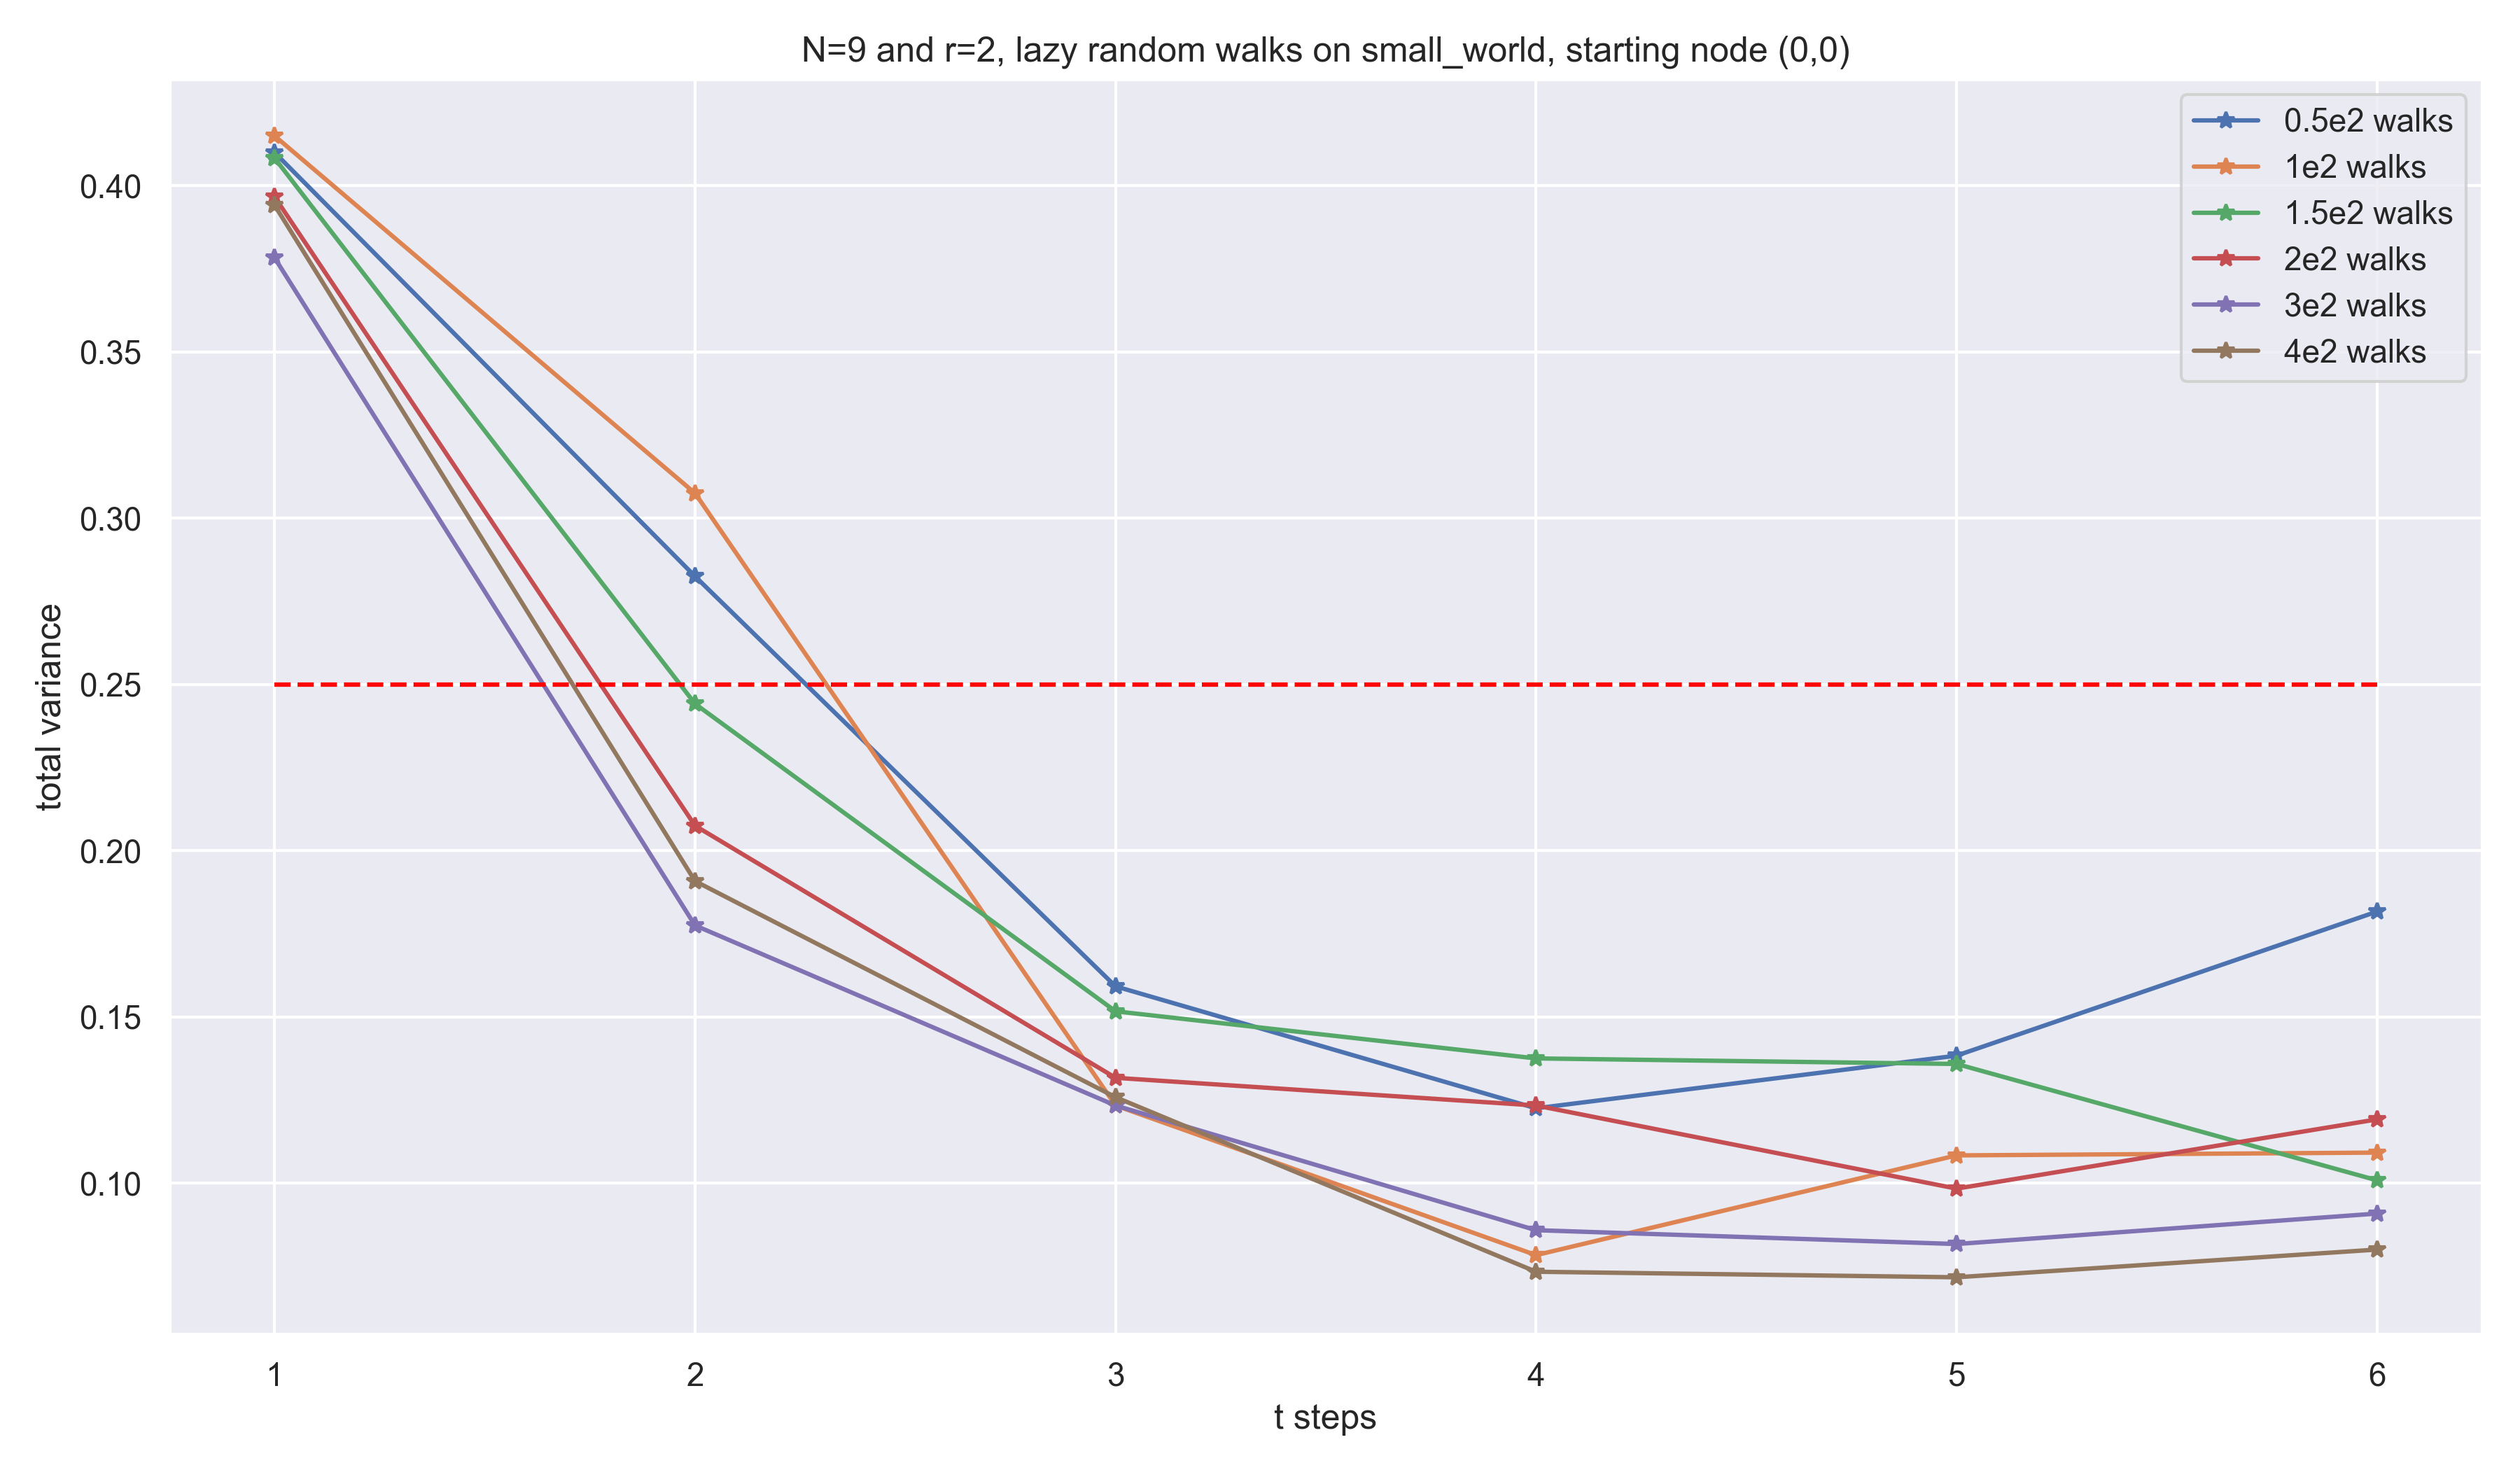 N=9 and r=2, lazy random walks on small_world, starting node (0,0)
0.5e2 walks
1e2 walks
1.5e2 walks
2e2 walks
3e2 walks
4e2 walks
total variance
0.40
0.35
0.30
0.25
0.20
0.15
0.10
1 2 3 4 5 6
t steps